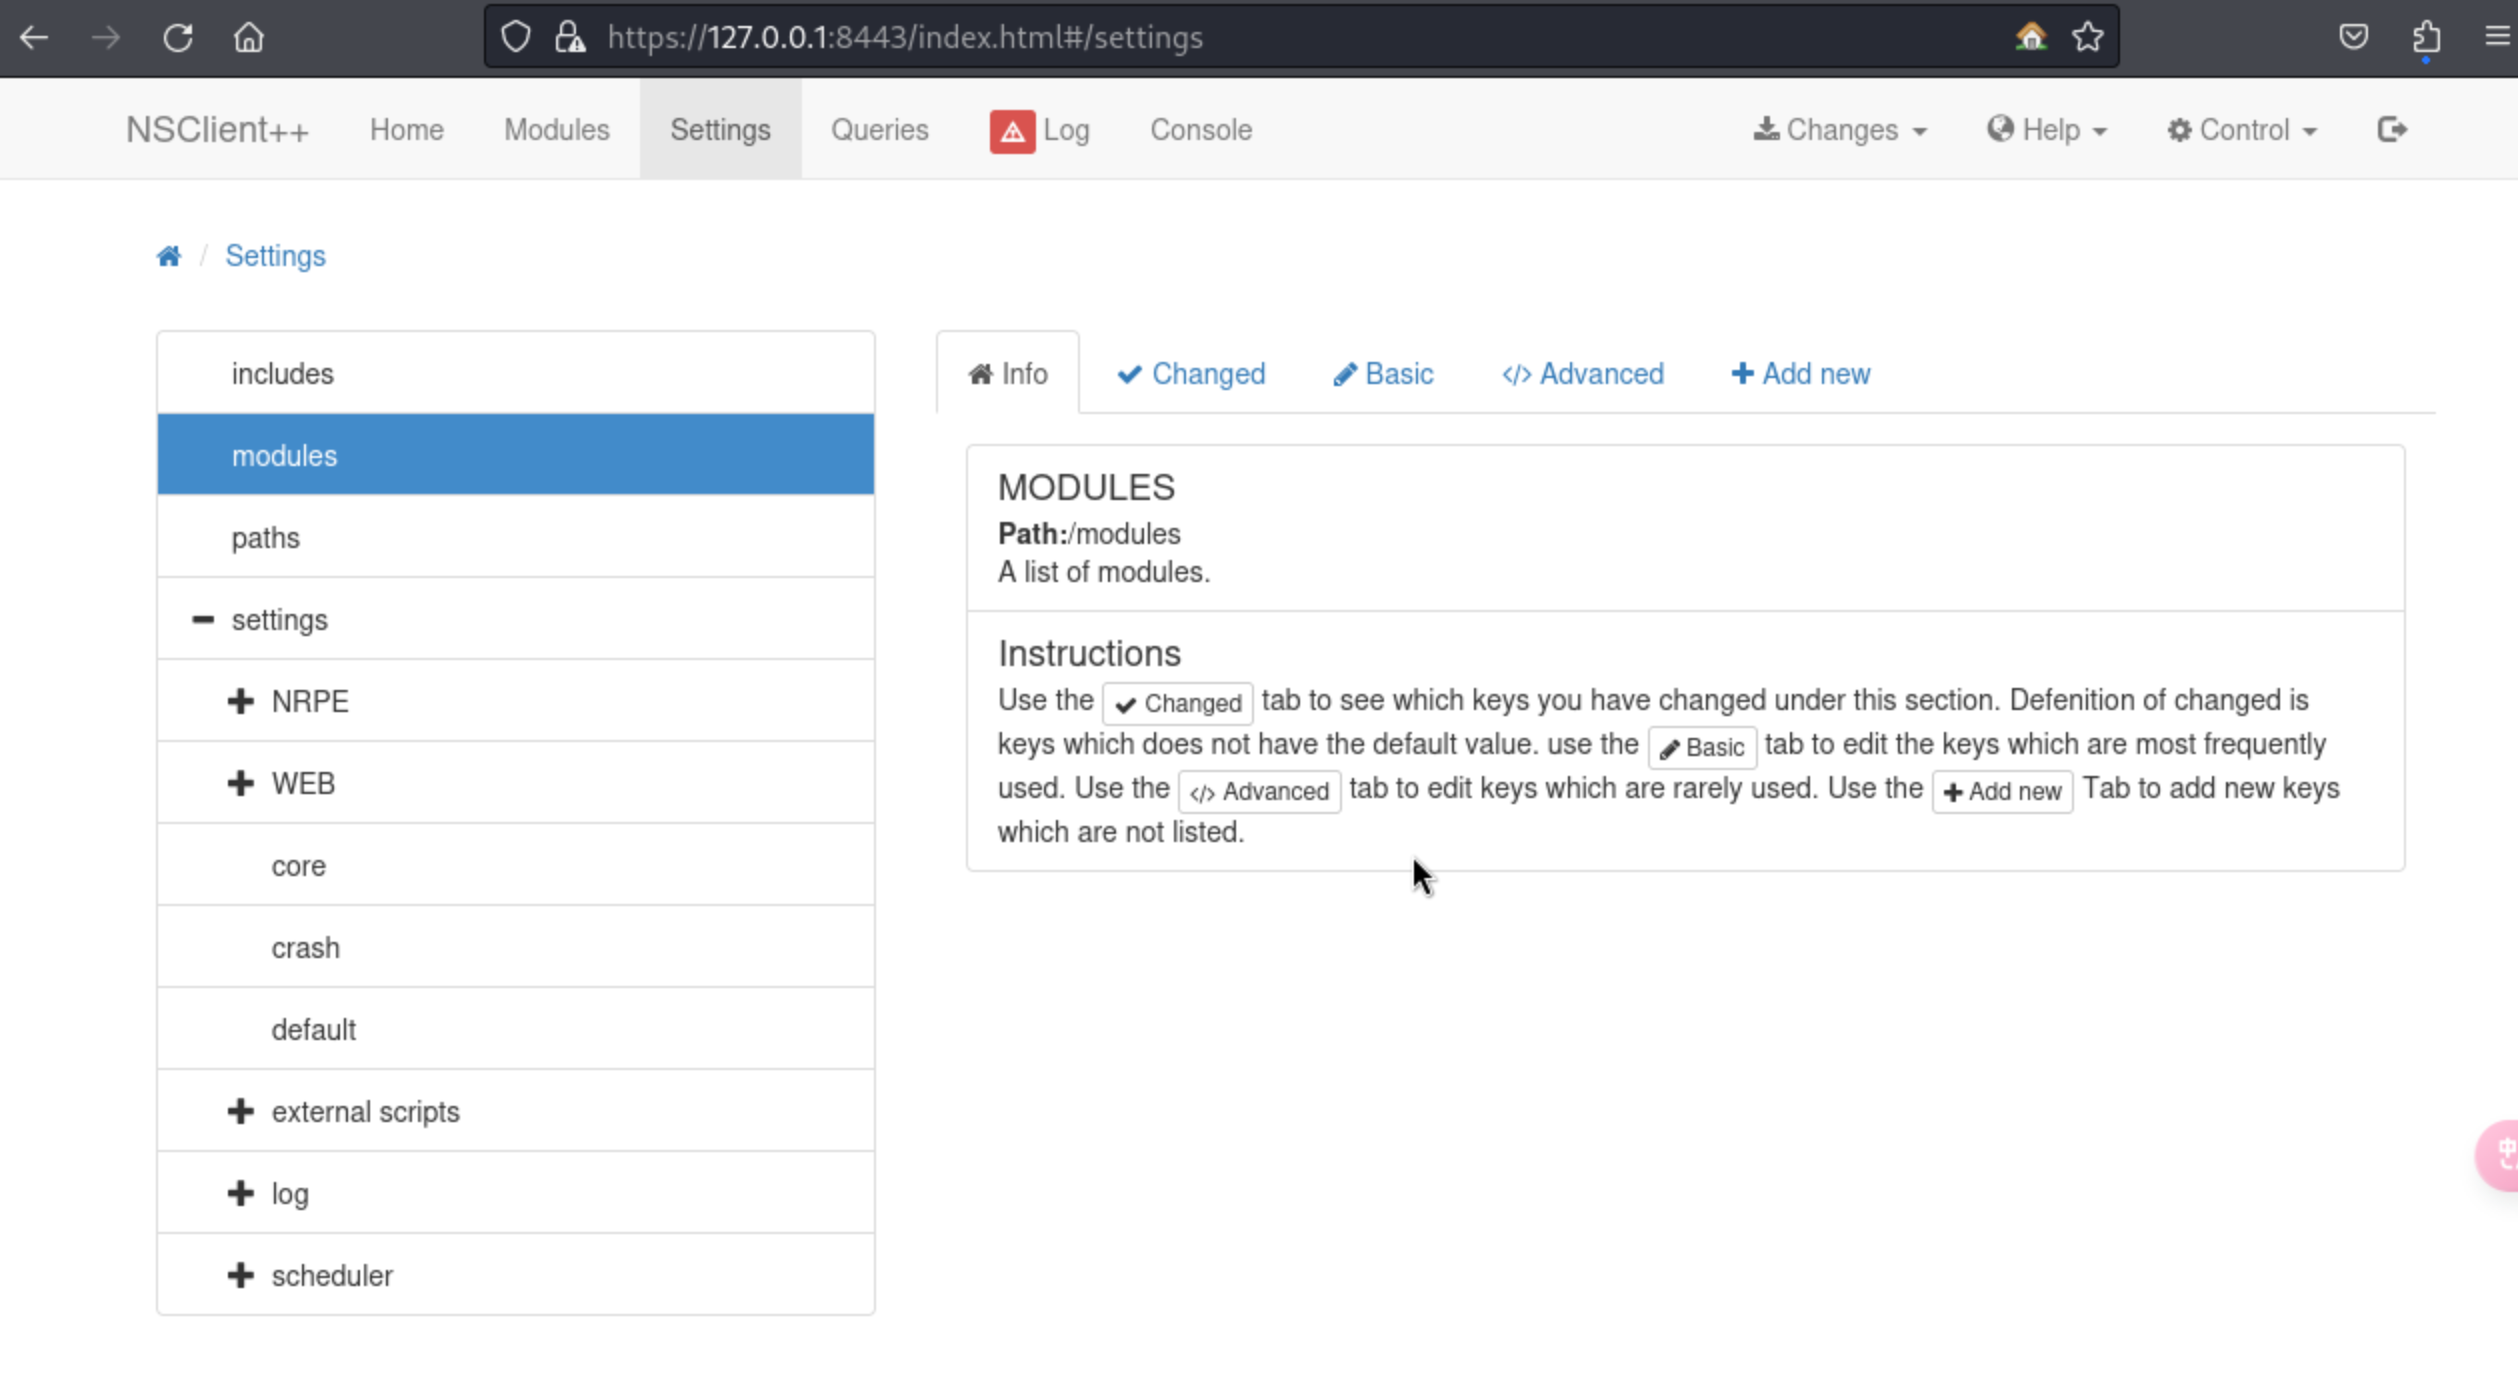 https://127.0.0.1:8443/index.html#/settings
NSClient++ Home Modules Settings Queries Log Console Changes Help Control
/ Settings
includes
modules
paths
settings
NRPE
WEB
core
crash
default
external scripts
log
scheduler
Info Changed Basic Advanced Add new
MODULES
Path:/modules
A list of modules.
Instructions
Use the Changed tab to see which keys you have changed under this section. Defenition of changed is
keys which does not have the default value. use the Basic tab to edit the keys which are most frequently
used. Use the Advanced tab to edit keys which are rarely used. Use the Add new Tab to add new keys
which are not listed.
中